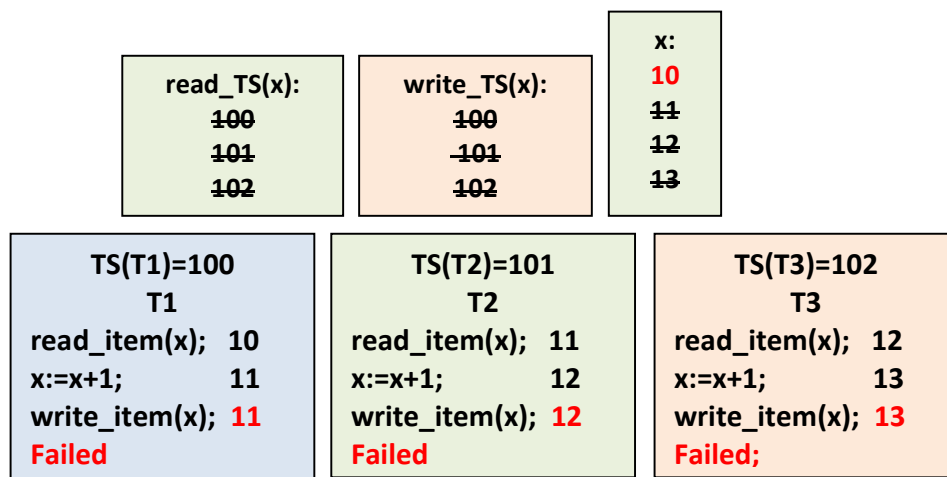 read_TS(x):
100
101
102
write_TS(x):
100
101
102
x:
10
11
12
13
TS(T1)=100
T1
read_item(x); 10
x:=x+1; 11
write_item(x); 11
Failed
TS(T2)=101
T2
read_item(x); 11
x:=x+1; 12
write_item(x); 12
Failed
TS(T3)=102
T3
read_item(x); 12
x:=x+1; 13
write_item(x); 13
Failed;